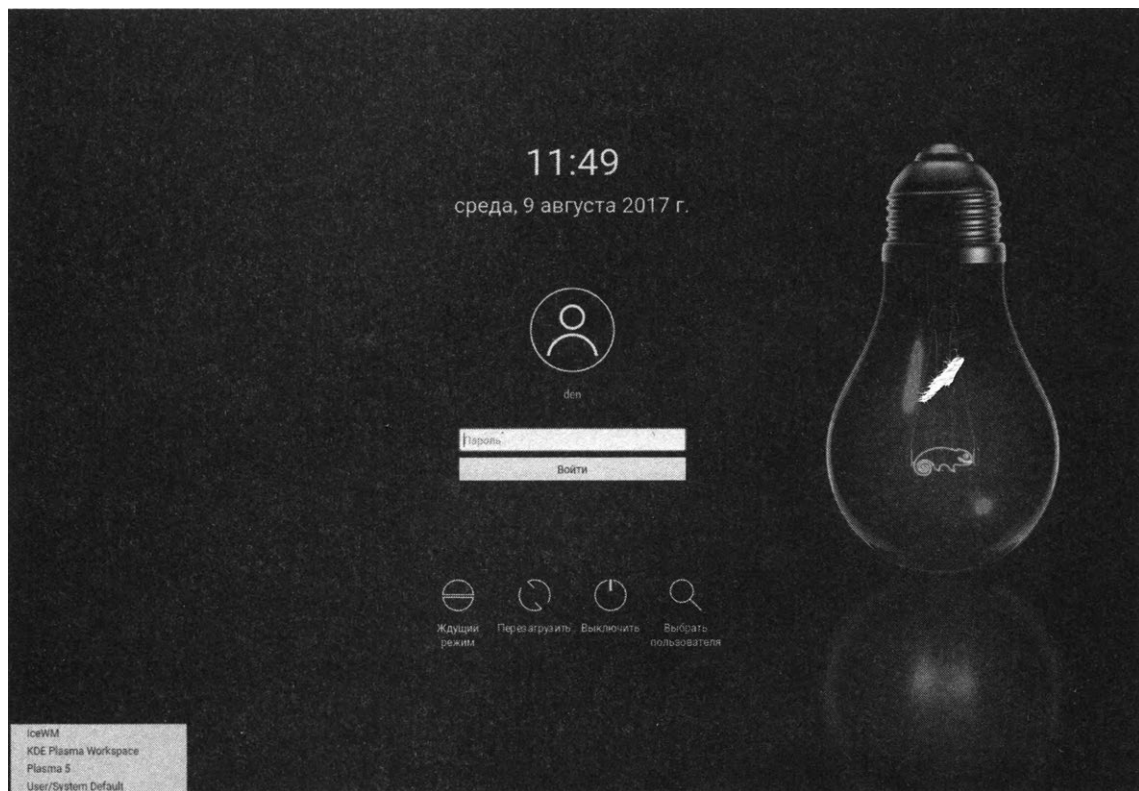 11:49
среда, 9 августа 2017 г.
den
Пароль
Войти
Ждущий режим
Перезагрузить
Выключить
Выбрать пользователя
IceWM
KDE Plasma Workspace
Plasma 5
User/System Default